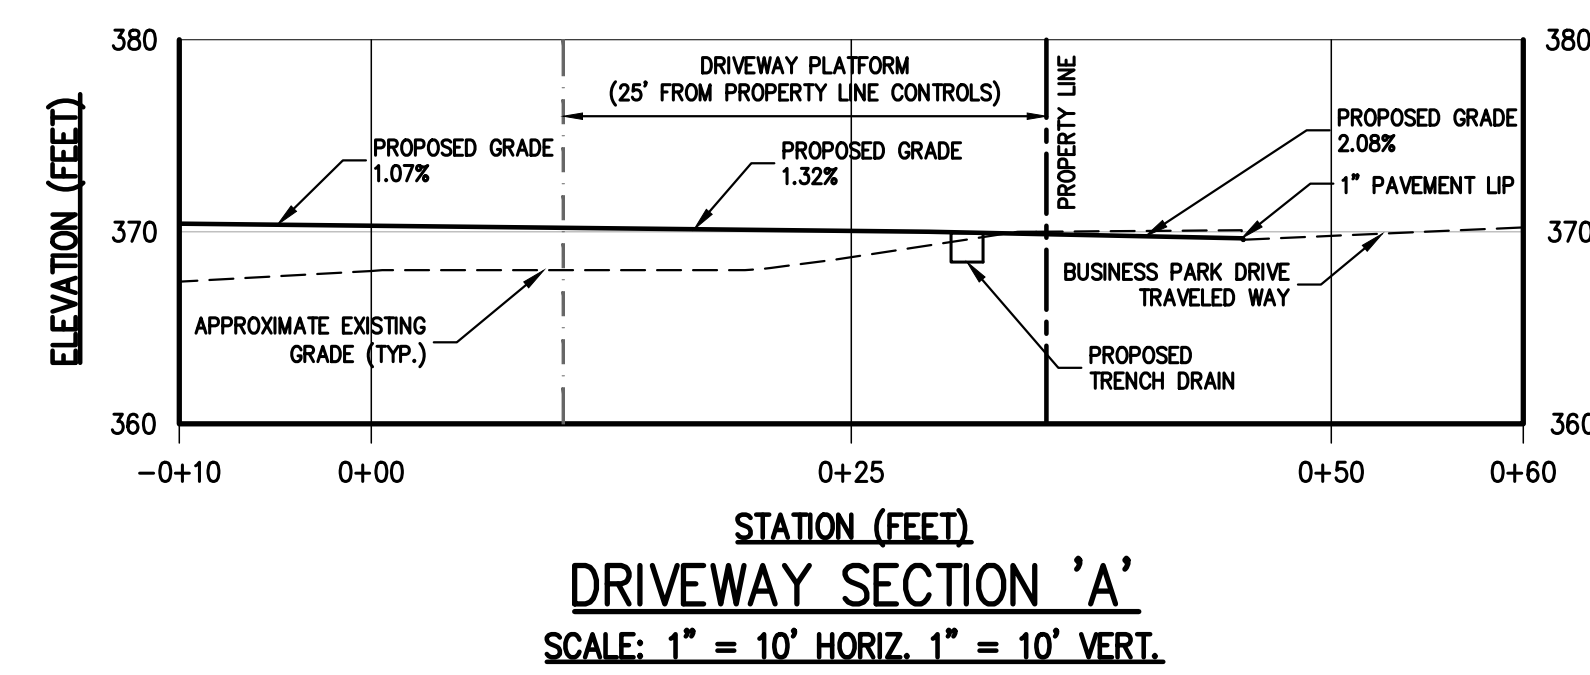 380
380
DRIVEWAY PLATFORM
(25' FROM PROPERTY LINE CONTROLS)
PROPERTY LINE
PROPOSED GRADE
2.08%
PROPOSED GRADE
1.07%
PROPOSED GRADE
1.32%
1" PAVEMENT LIP
ELEVATION (FEET)
370
370
BUSINESS PARK DRIVE
TRAVELED WAY
APPROXIMATE EXISTING
GRADE (TYP.)
PROPOSED
TRENCH DRAIN
360
360
-0+10
0+00
0+25
0+50
0+60
STATION (FEET)
DRIVEWAY SECTION 'A'
SCALE: 1" = 10' HORIZ. 1" = 10' VERT.